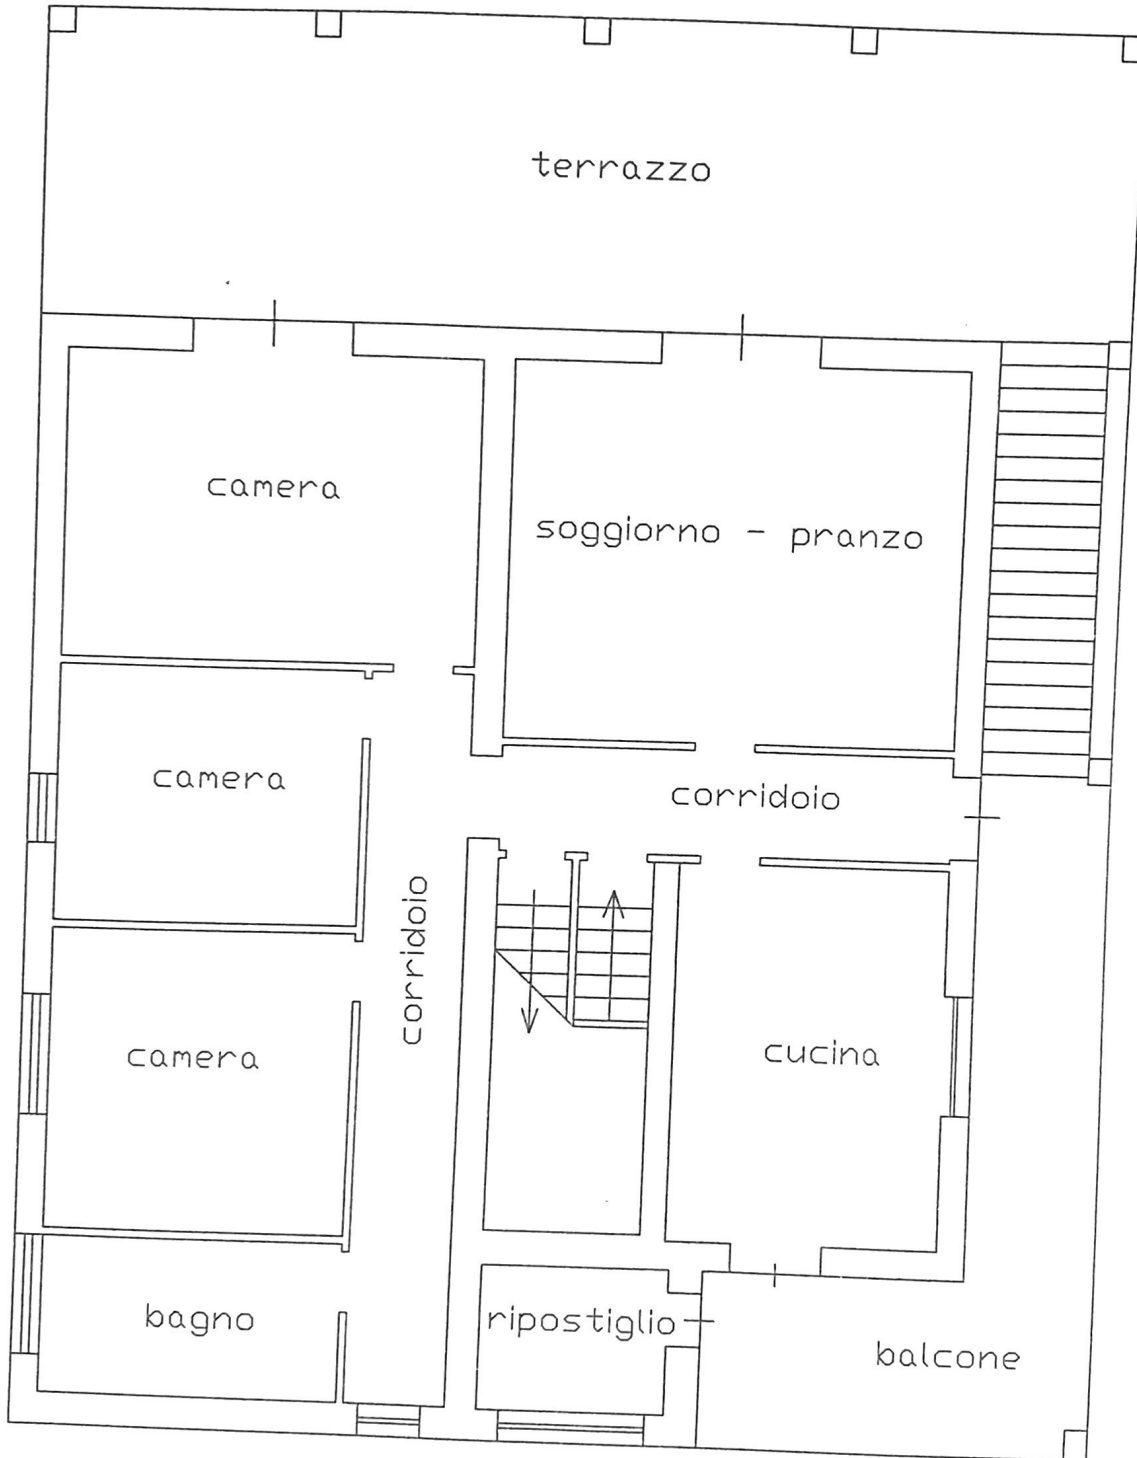 terrazzo
camera
soggiorno - pranzo
camera
corridoio
corridoio
camera
cucina
bagno
ripostiglio
balcone